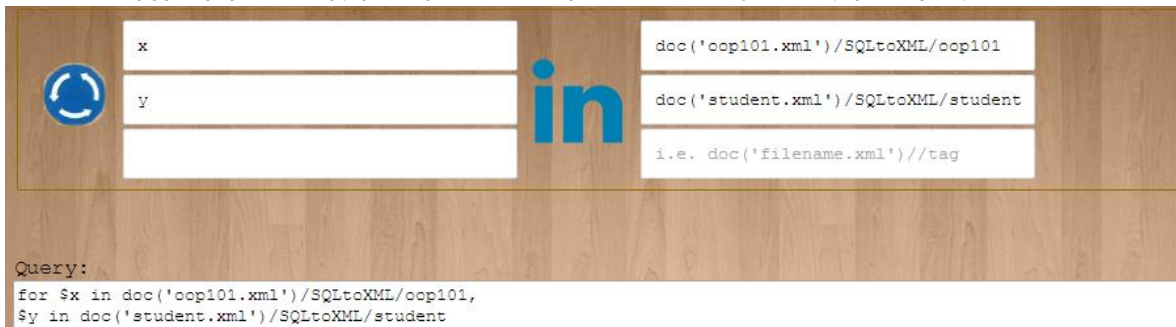 x
doc('oop101.xml')/SQLtoXML/oop101
y
in
doc('student.xml')/SQLtoXML/student
i.e. doc('filename.xml')//tag
Query:
for $x in doc('oop101.xml')/SQLtoXML/oop101,
$y in doc('student.xml')/SQLtoXML/student